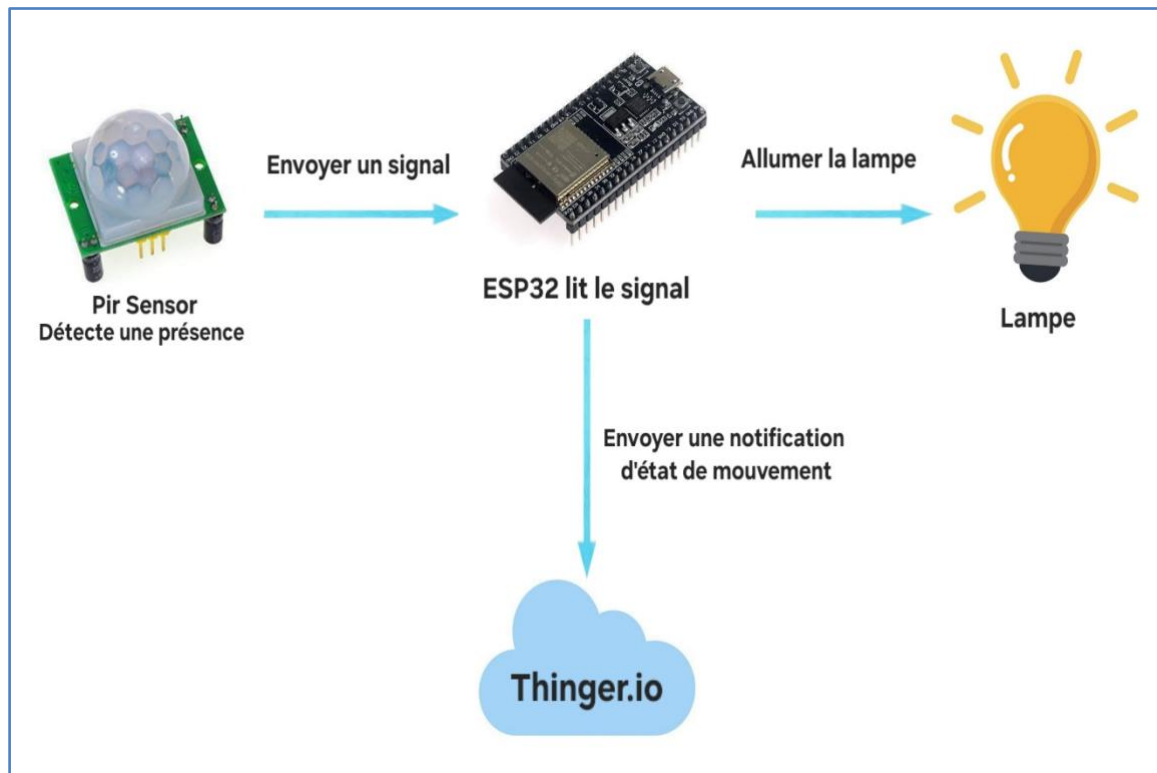 Envoyer un signal
Allumer la lampe
Pir Sensor
Détecte une présence
ESP32 lit le signal
Lampe
Envoyer une notification
d'état de mouvement
Thinger.io